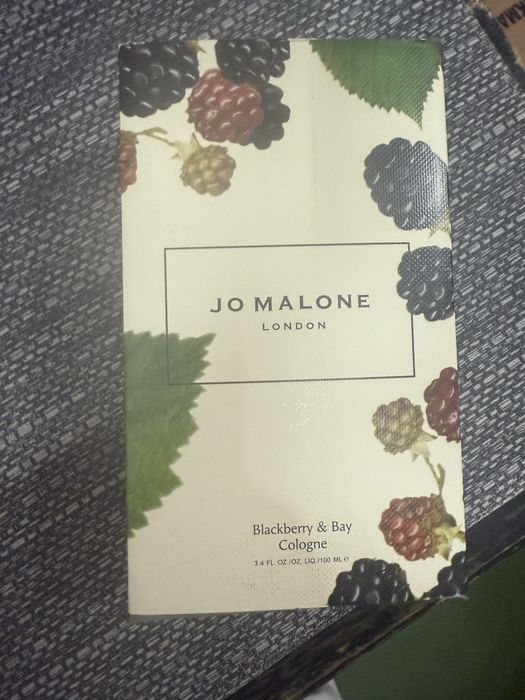 JO MALONE
LONDON
Blackberry & Bay
Cologne
3.4 FL. OZ./OZ. LIQ./100 ML ℮